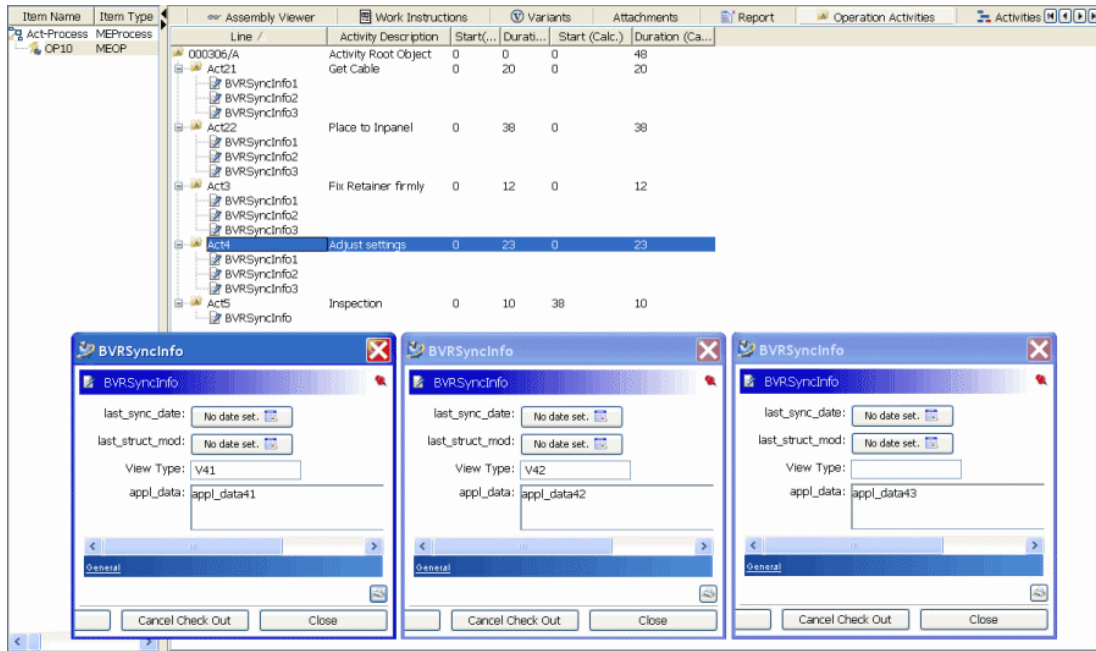 Item Name Item Type Assembly Viewer Work Instructions Variants Attachments Report Operation Activities Activities
Act-Process MEProcess
OP10 MEOP
Line / Activity Description Start(... Durati... Start (Calc.) Duration (Ca...
000306/A Activity Root Object 0 0 0 48
Act21 Get Cable 0 20 0 20
BVRSyncInfo1
BVRSyncInfo2
BVRSyncInfo3
Act22 Place to Inpanel 0 38 0 38
BVRSyncInfo1
BVRSyncInfo2
BVRSyncInfo3
Act3 Fix Retainer firmly 0 12 0 12
BVRSyncInfo1
BVRSyncInfo2
BVRSyncInfo3
Act4 Adjust settings 0 23 0 23
BVRSyncInfo1
BVRSyncInfo2
BVRSyncInfo3
Act5 Inspection 0 10 38 10
BVRSyncInfo
BVRSyncInfo
BVRSyncInfo
last_sync_date: No date set.
last_struct_mod: No date set.
View Type: V41
appl_data: appl_data41
General
Cancel Check Out Close
BVRSyncInfo
BVRSyncInfo
last_sync_date: No date set.
last_struct_mod: No date set.
View Type: V42
appl_data: appl_data42
General
Cancel Check Out Close
BVRSyncInfo
BVRSyncInfo
last_sync_date: No date set.
last_struct_mod: No date set.
View Type:
appl_data: appl_data43
General
Cancel Check Out Close